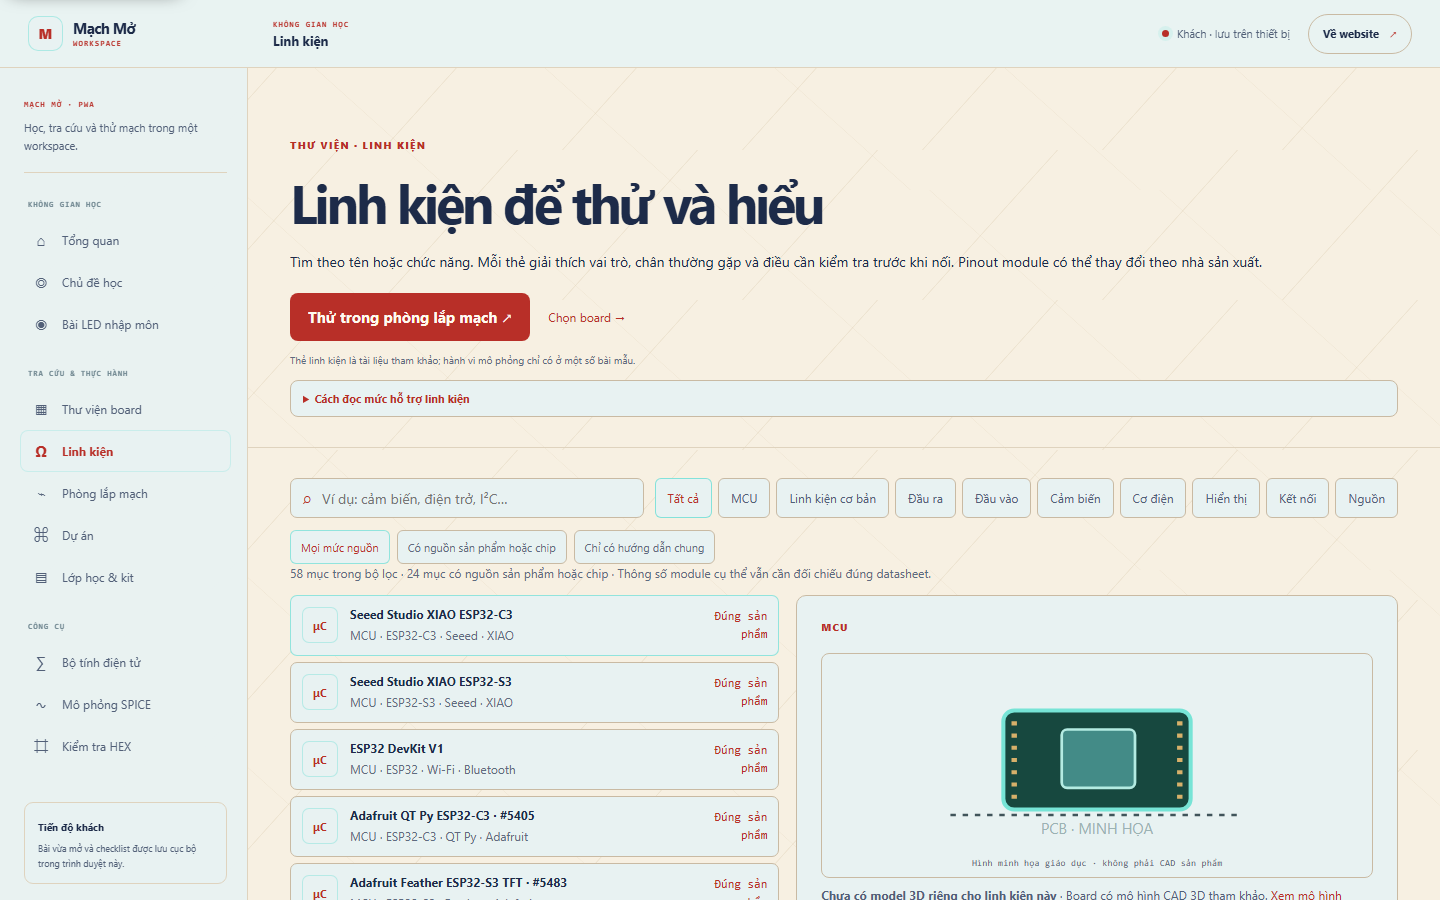 M
Mạch Mở
WORKSPACE
KHÔNG GIAN HỌC
Linh kiện
Khách · lưu trên thiết bị
Về website ↗
MẠCH MỞ · PWA
Học, tra cứu và thử mạch trong một
workspace.
KHÔNG GIAN HỌC
Tổng quan
Chủ đề học
Bài LED nhập môn
TRA CỨU & THỰC HÀNH
Thư viện board
Ω Linh kiện
Phòng lắp mạch
⌘ Dự án
Lớp học & kit
CÔNG CỤ
∑ Bộ tính điện tử
∿ Mô phỏng SPICE
Kiểm tra HEX
Tiến độ khách
Bài vừa mở và checklist được lưu cục bộ
trong trình duyệt này.
THƯ VIỆN · LINH KIỆN
Linh kiện để thử và hiểu
Tìm theo tên hoặc chức năng. Mỗi thẻ giải thích vai trò, chân thường gặp và điều cần kiểm tra trước khi nối. Pinout module có thể thay đổi theo nhà sản xuất.
Thử trong phòng lắp mạch ↗
Chọn board →
Thẻ linh kiện là tài liệu tham khảo; hành vi mô phỏng chỉ có ở một số bài mẫu.
▶ Cách đọc mức hỗ trợ linh kiện
Ví dụ: cảm biến, điện trở, I²C...
Tất cả
MCU
Linh kiện cơ bản
Đầu ra
Đầu vào
Cảm biến
Cơ điện
Hiển thị
Kết nối
Nguồn
Mọi mức nguồn
Có nguồn sản phẩm hoặc chip
Chỉ có hướng dẫn chung
58 mục trong bộ lọc · 24 mục có nguồn sản phẩm hoặc chip · Thông số module cụ thể vẫn cần đối chiếu đúng datasheet.
µC
Seeed Studio XIAO ESP32-C3
MCU · ESP32-C3 · Seeed · XIAO
Đúng sản
phẩm
µC
Seeed Studio XIAO ESP32-S3
MCU · ESP32-S3 · Seeed · XIAO
Đúng sản
phẩm
µC
ESP32 DevKit V1
MCU · ESP32 · Wi-Fi · Bluetooth
Đúng sản
phẩm
µC
Adafruit QT Py ESP32-C3 · #5405
MCU · ESP32-C3 · QT Py · Adafruit
Đúng sản
phẩm
µC
Adafruit Feather ESP32-S3 TFT · #5483
Đúng sản
phẩm
MCU
PCB · MINH HỌA
Hình minh họa giáo dục · không phải CAD sản phẩm
Chưa có model 3D riêng cho linh kiện này · Board có mô hình CAD 3D tham khảo. Xem mô hình